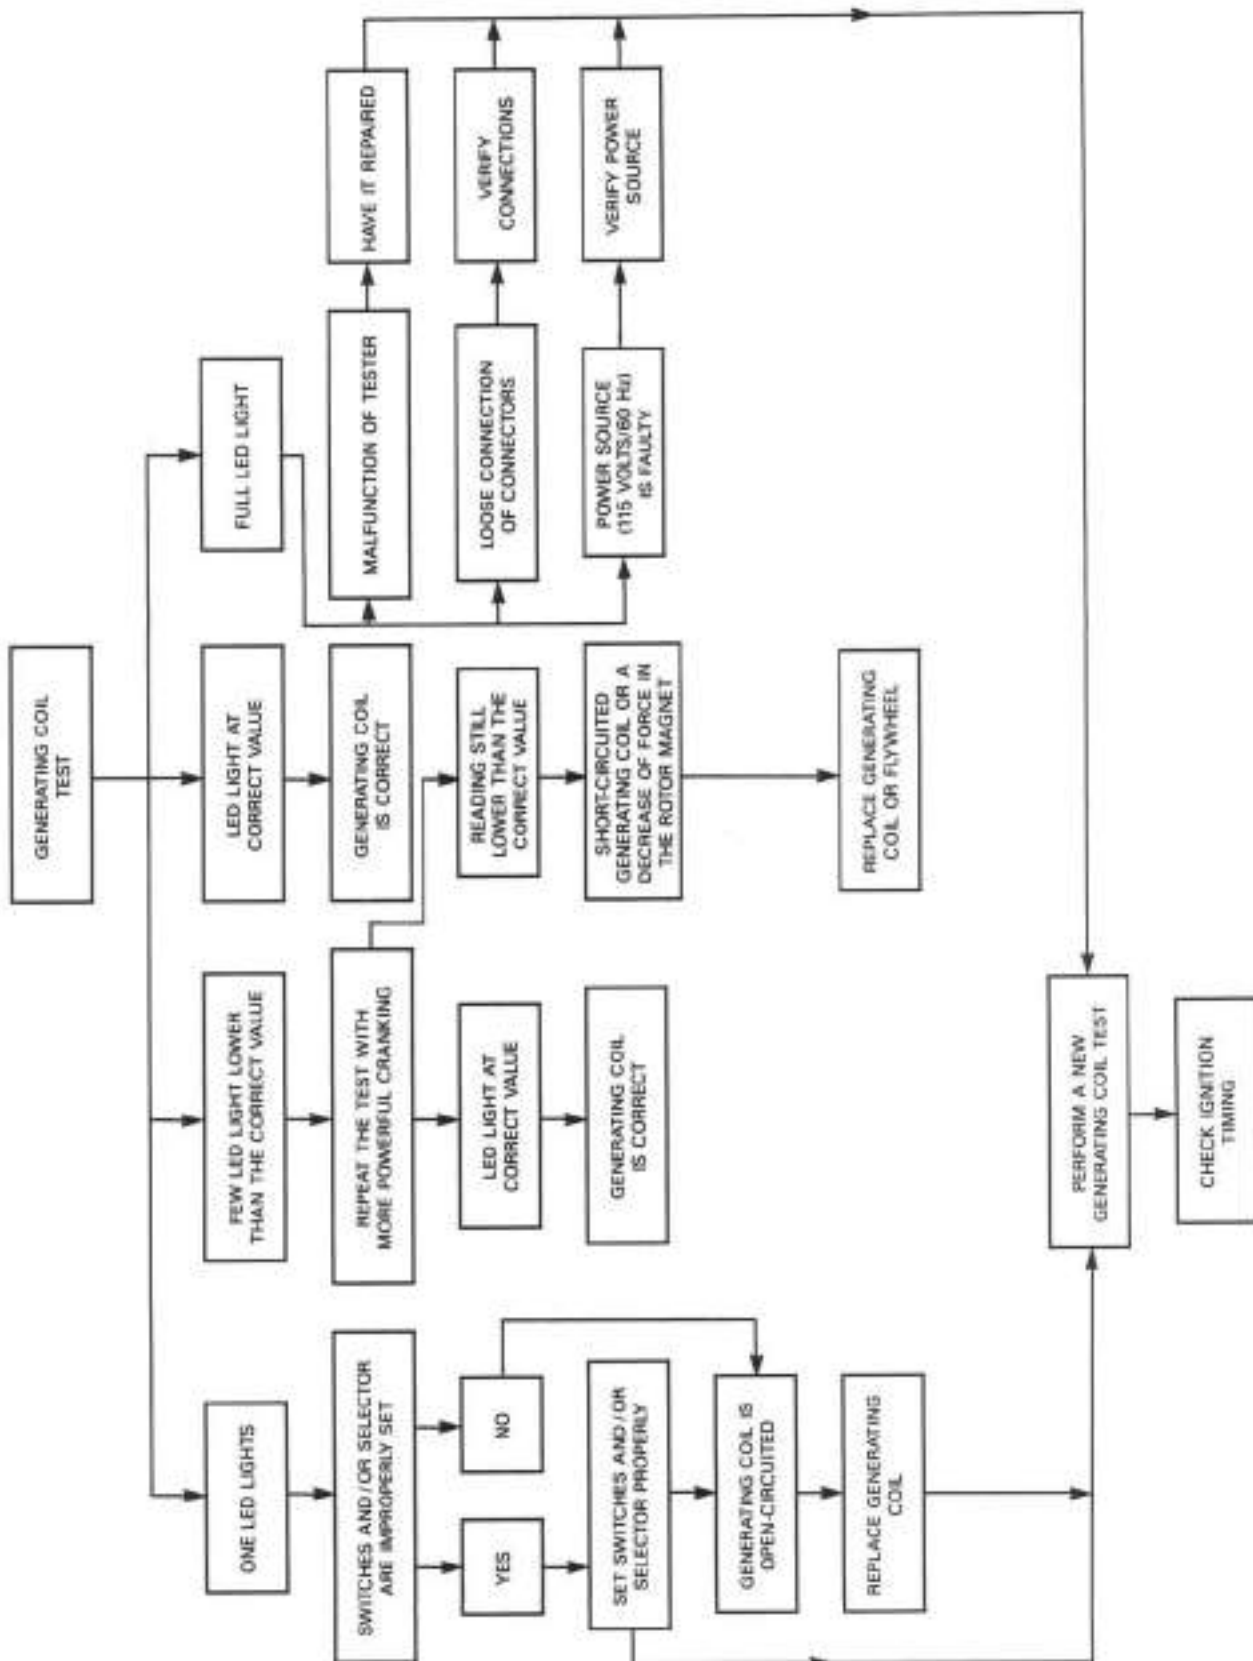 GENERATING COIL
TEST
ONE LED LIGHTS
FEW LED LIGHT LOWER
THAN THE CORRECT VALUE
LED LIGHT AT
CORRECT VALUE
FULL LED LIGHT
SWITCHES AND/OR SELECTOR
ARE IMPROPERLY SET
REPEAT THE TEST WITH
MORE POWERFUL CRANKING
GENERATING COIL
IS CORRECT
MALFUNCTION OF TESTER
HAVE IT REPAIRED
YES
NO
LED LIGHT AT
CORRECT VALUE
READING STILL
LOWER THAN THE
CORRECT VALUE
LOOSE CONNECTION
OF CONNECTORS
VERIFY
CONNECTIONS
SET SWITCHES AND/OR
SELECTOR PROPERLY
GENERATING COIL
IS CORRECT
SHORT-CIRCUITED
GENERATING COIL OR A
DECREASE OF FORCE IN
THE ROTOR MAGNET
POWER SOURCE
(115 VOLTS/60 Hz)
IS FAULTY
VERIFY POWER
SOURCE
GENERATING COIL IS
OPEN-CIRCUITED
REPLACE GENERATING
COIL
REPLACE GENERATING
COIL OR FLYWHEEL
PERFORM A NEW
GENERATING COIL TEST
CHECK IGNITION
TIMING